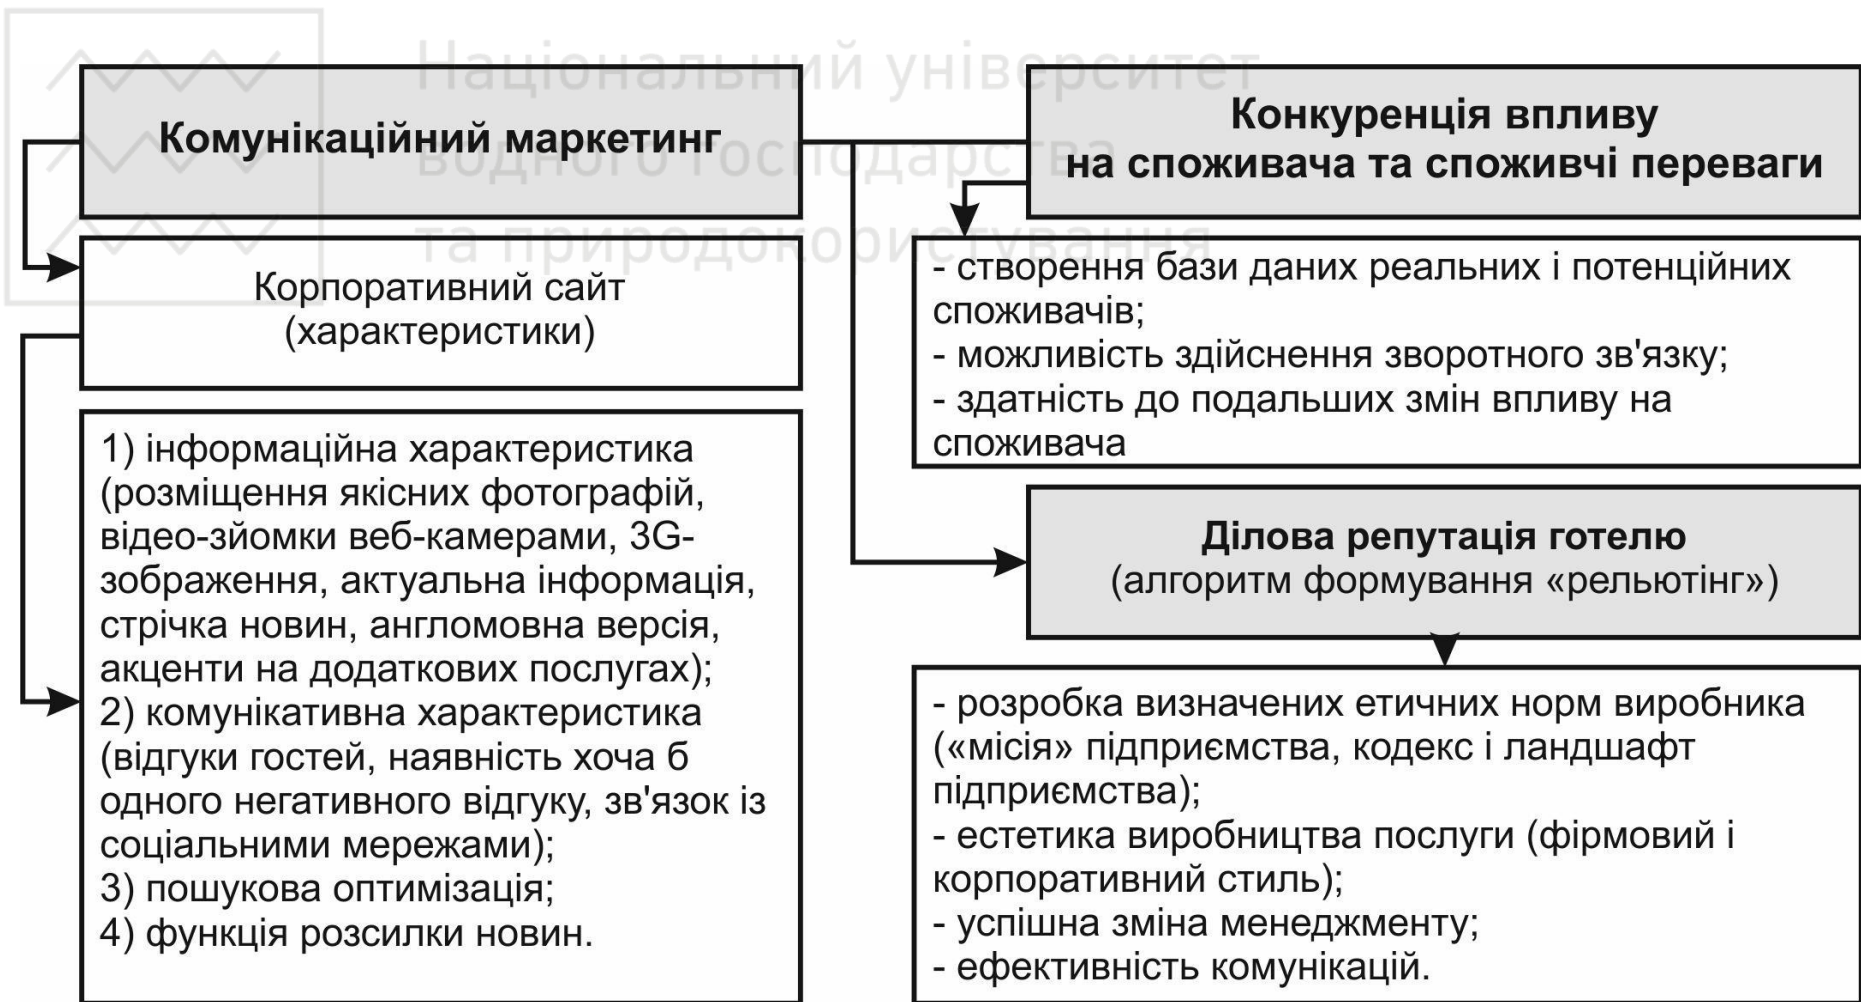 Національний університет
водного господарства
та природокористування
Комунікаційний маркетинг
Корпоративний сайт
(характеристики)
1) інформаційна характеристика
(розміщення якісних фотографій,
відео-зйомки веб-камерами, 3G-
зображення, актуальна інформація,
стрічка новин, англомовна версія,
акценти на додаткових послугах);
2) комунікативна характеристика
(відгуки гостей, наявність хоча б
одного негативного відгуку, зв'язок із
соціальними мережами);
3) пошукова оптимізація;
4) функція розсилки новин.
Конкуренція впливу
на споживача та споживчі переваги
- створення бази даних реальних і потенційних
споживачів;
- можливість здійснення зворотного зв'язку;
- здатність до подальших змін впливу на
споживача
Ділова репутація готелю
(алгоритм формування «рельютінг»)
- розробка визначених етичних норм виробника
(«місія» підприємства, кодекс і ландшафт
підприємства);
- естетика виробництва послуги (фірмовий і
корпоративний стиль);
- успішна зміна менеджменту;
- ефективність комунікацій.